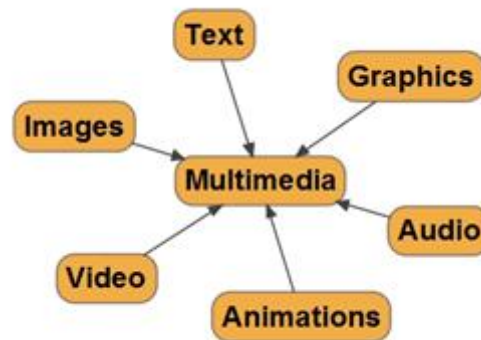 Text
Graphics
Images
Multimedia
Audio
Video
Animations